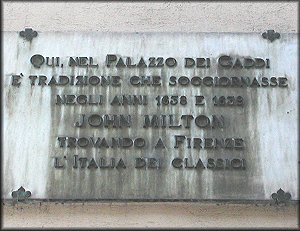 Qui, nel Palazzo dei Gaddi
e' tradizione che soggiornasse
negli anni 1638 e 1639
JOHN MILTON
trovando a Firenze
l'Italia dei classici